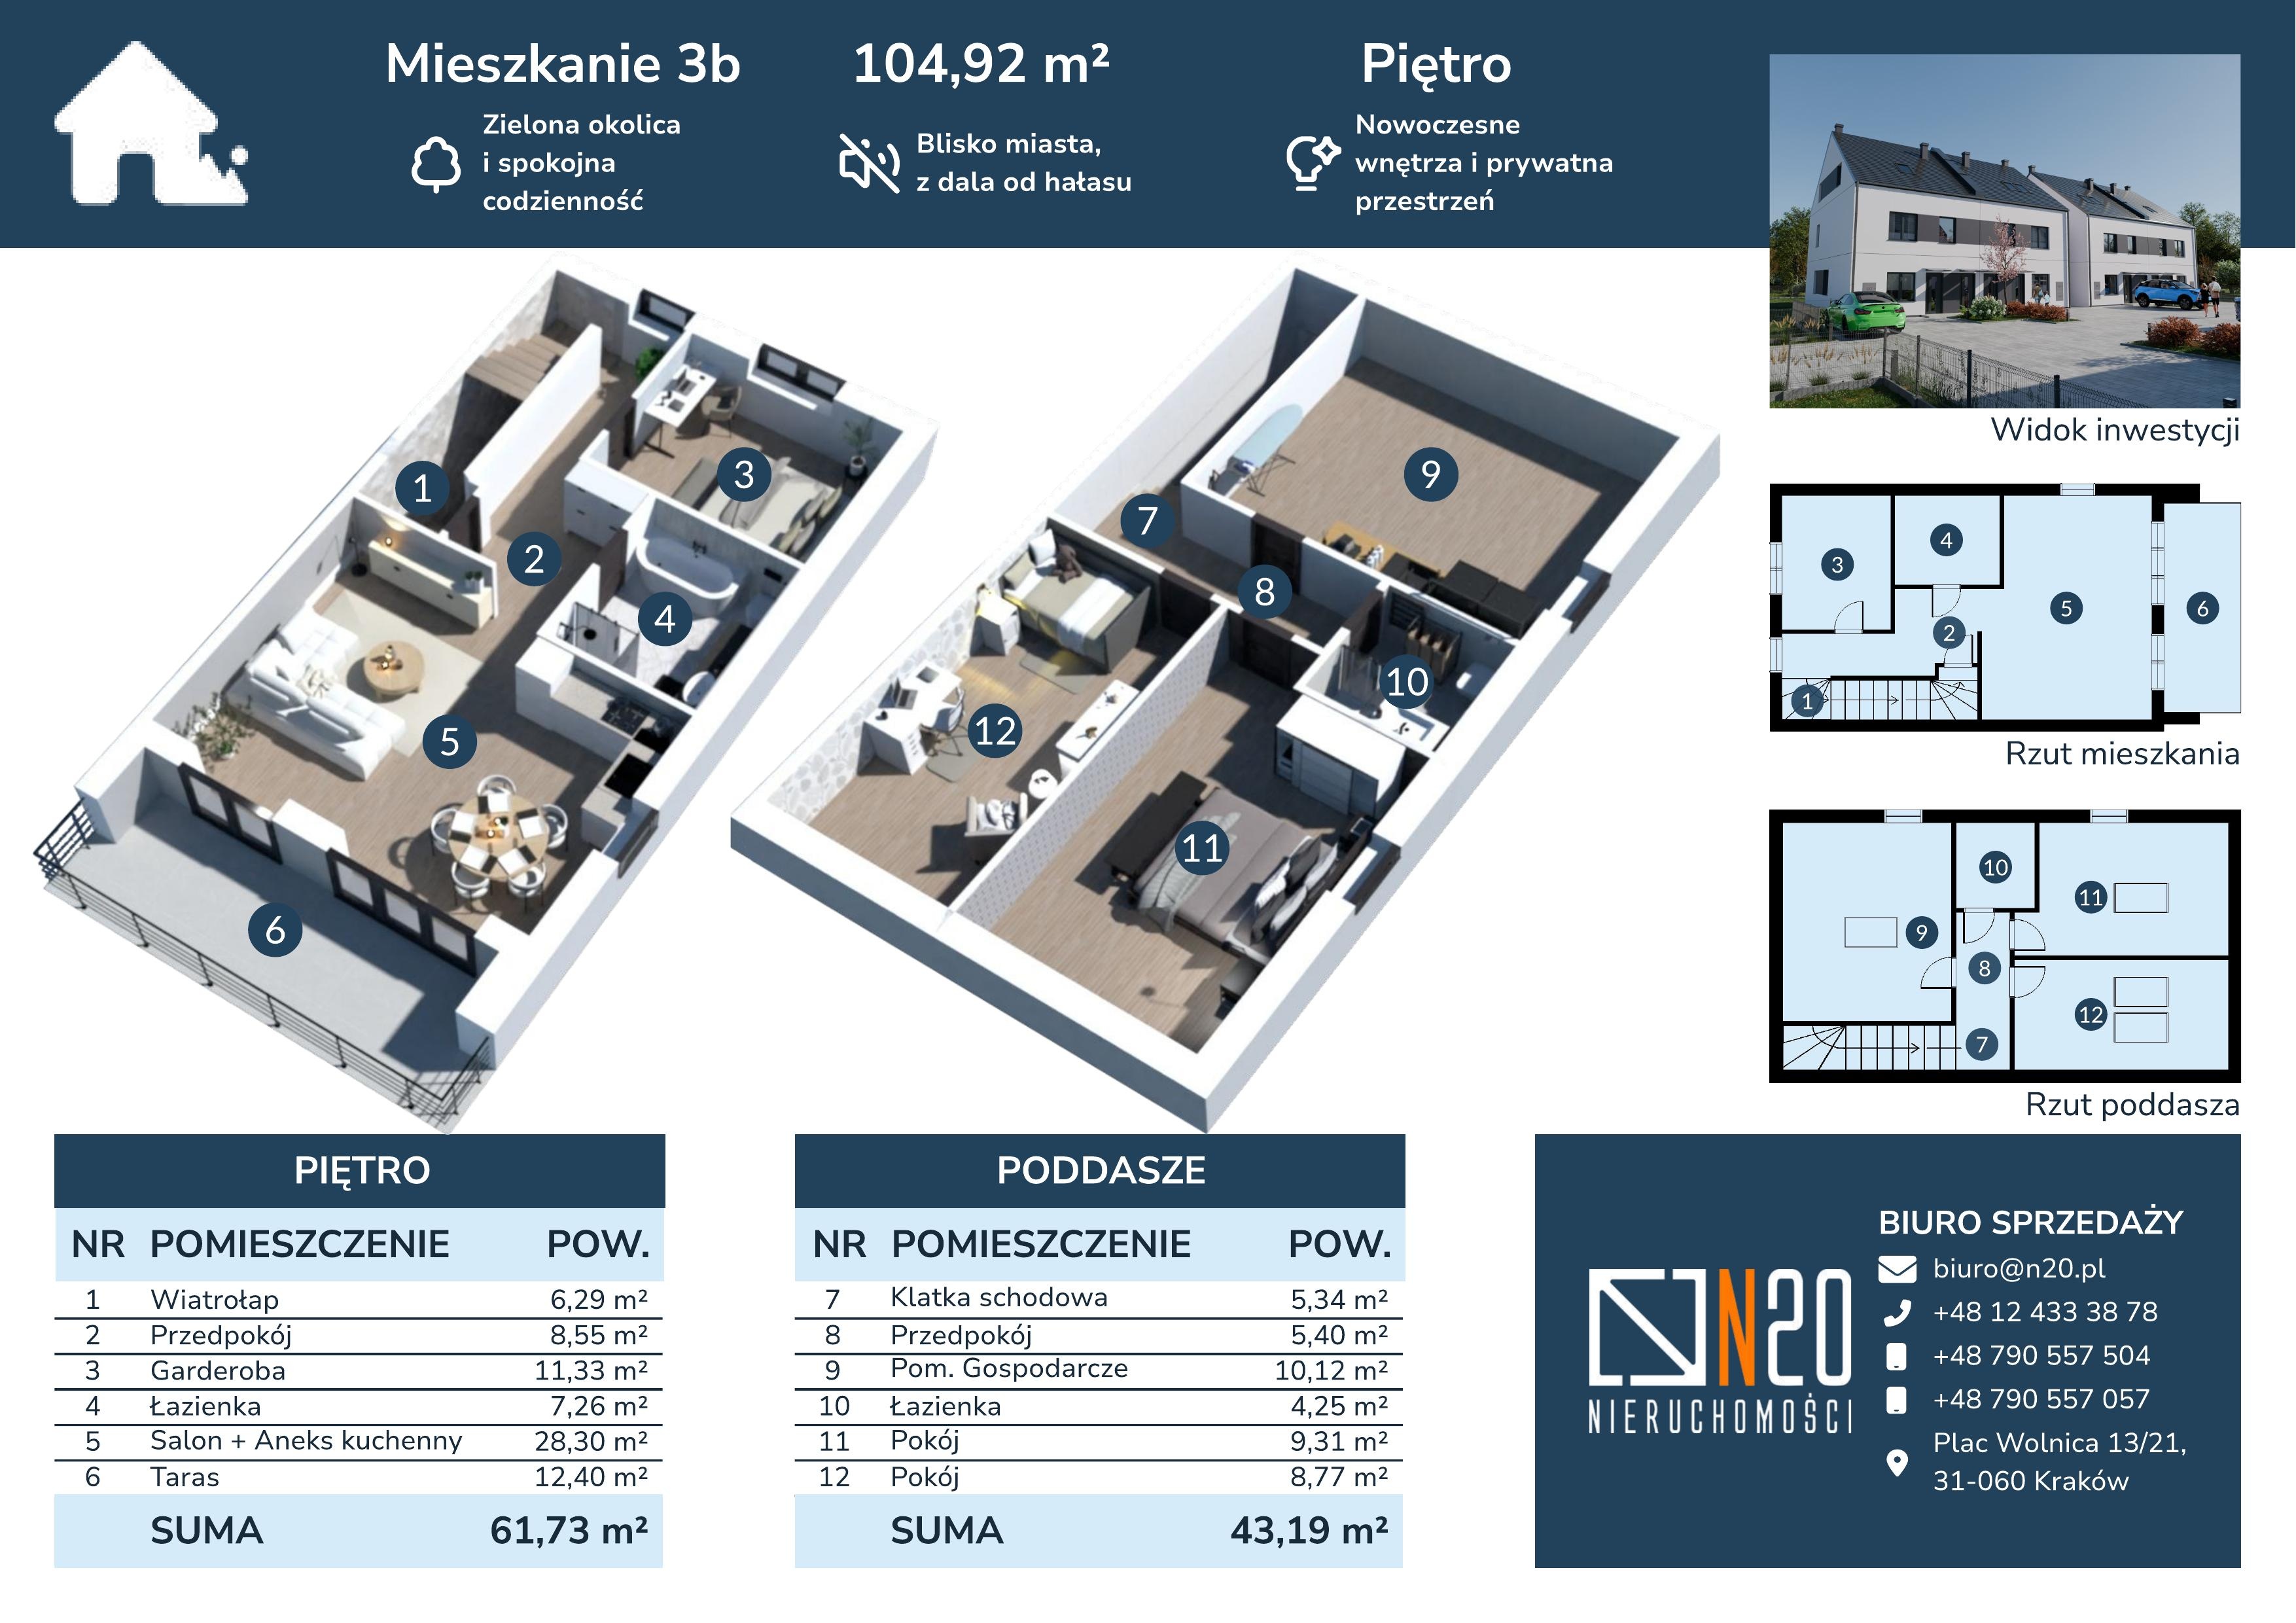 Mieszkanie 3b
104,92 m²
Piętro
Zielona okolica
i spokojna
codzienność
Blisko miasta,
z dala od hałasu
Nowoczesne
wnętrza i prywatna
przestrzeń
1
2
3
4
5
6
7
8
9
10
11
12
Widok inwestycji
3
4
2
5
6
1
Rzut mieszkania
10
11
9
8
12
7
Rzut poddasza
PIĘTRO
NR POMIESZCZENIE POW.
1 Wiatrołap 6,29 m²
2 Przedpokój 8,55 m²
3 Garderoba 11,33 m²
4 Łazienka 7,26 m²
5 Salon + Aneks kuchenny 28,30 m²
6 Taras 12,40 m²
SUMA 61,73 m²
PODDASZE
NR POMIESZCZENIE POW.
7 Klatka schodowa 5,34 m²
8 Przedpokój 5,40 m²
9 Pom. Gospodarcze 10,12 m²
10 Łazienka 4,25 m²
11 Pokój 9,31 m²
12 Pokój 8,77 m²
SUMA 43,19 m²
N20
NIERUCHOMOŚCI
BIURO SPRZEDAŻY
biuro@n20.pl
+48 12 433 38 78
+48 790 557 504
+48 790 557 057
Plac Wolnica 13/21,
31-060 Kraków